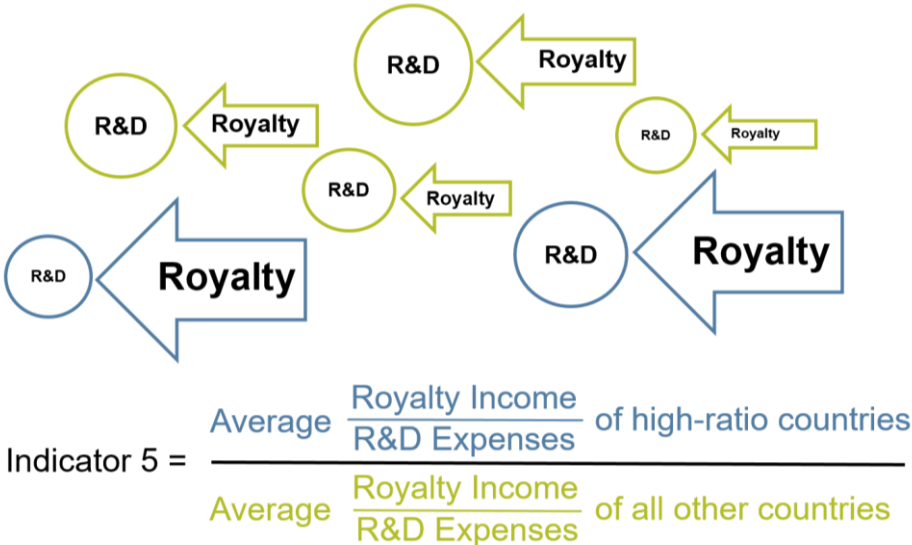 R&D
Royalty
R&D
Royalty
R&D
Royalty
R&D
Royalty
R&D
Royalty
R&D
Royalty
Indicator 5 =
Average Royalty Income
R&D Expenses of high-ratio countries
Average Royalty Income
R&D Expenses of all other countries